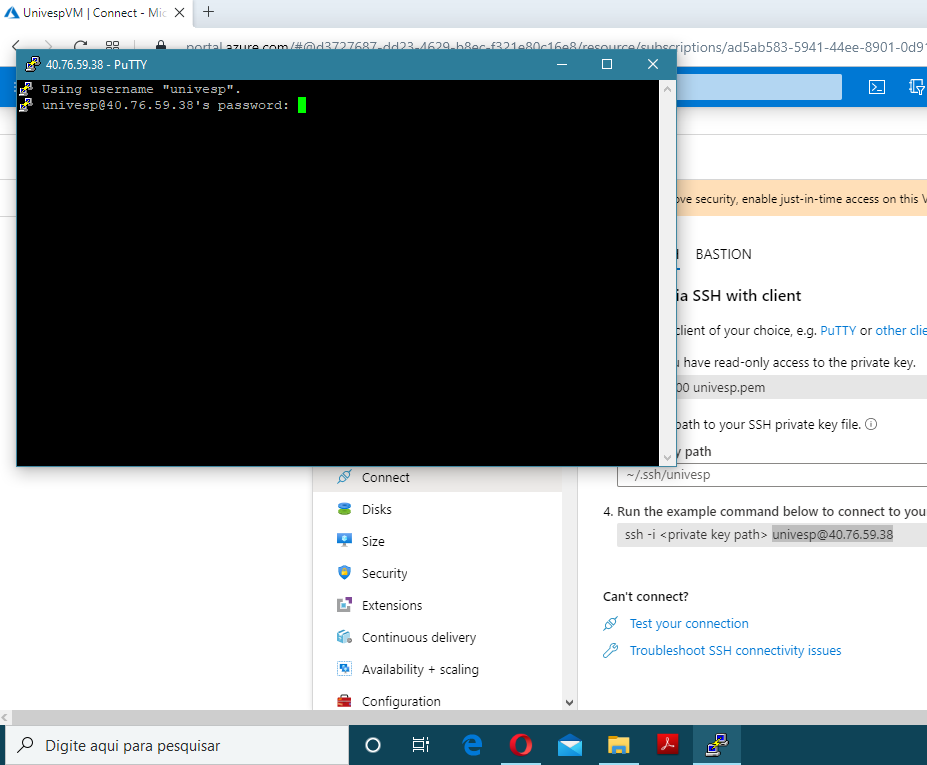 UnivespVM | Connect - Mic
portal.azure.com/#@d3727687-dd23-4629-b8ec-f321e80c16e8/resource/subscriptions/ad5ab583-5941-44ee-8901-0d91
40.76.59.38 - PuTTY
Using username "univesp".
univesp@40.76.59.38's password:
ove security, enable just-in-time access on this V
BASTION
ia SSH with client
client of your choice, e.g. PuTTY or other clie
u have read-only access to the private key.
00 univesp.pem
path to your SSH private key file.
y path
~/.ssh/univesp
4. Run the example command below to connect to you
ssh -i <private key path> univesp@40.76.59.38
Can't connect?
Test your connection
Troubleshoot SSH connectivity issues
Connect
Disks
Size
Security
Extensions
Continuous delivery
Availability + scaling
Configuration
Digite aqui para pesquisar